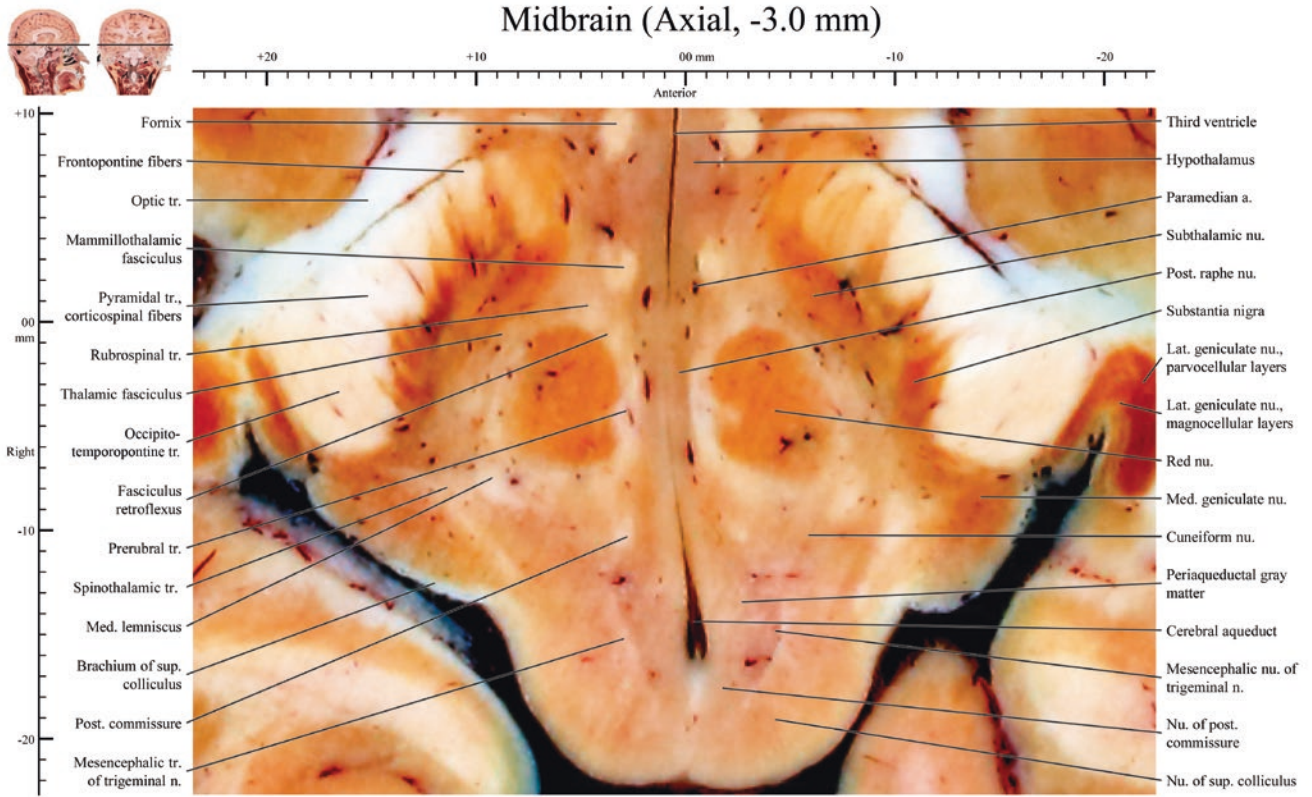 Midbrain (Axial, -3.0 mm)
+20
+10
00 mm
-10
-20
Anterior
+10
00
mm
Right
-10
-20
Fornix
Frontopontine fibers
Optic tr.
Mammillothalamic
fasciculus
Pyramidal tr.,
corticospinal fibers
Rubrospinal tr.
Thalamic fasciculus
Occipito-
temporopontine tr.
Fasciculus
retroflexus
Prerubral tr.
Spinothalamic tr.
Med. lemniscus
Brachium of sup.
colliculus
Post. commissure
Mesencephalic tr.
of trigeminal n.
Third ventricle
Hypothalamus
Paramedian a.
Subthalamic nu.
Post. raphe nu.
Substantia nigra
Lat. geniculate nu.,
parvocellular layers
Lat. geniculate nu.,
magnocellular layers
Red nu.
Med. geniculate nu.
Cuneiform nu.
Periaqueductal gray
matter
Cerebral aqueduct
Mesencephalic nu. of
trigeminal n.
Nu. of post.
commissure
Nu. of sup. colliculus